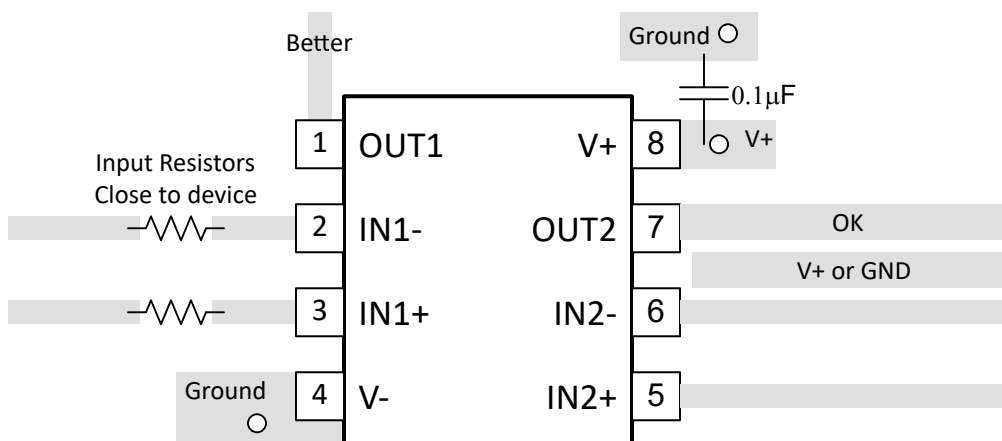 Better
Ground
0.1μF
1 OUT1 V+ 8 V+
Input Resistors
Close to device
2 IN1- OUT2 7 OK
V+ or GND
3 IN1+ IN2- 6
Ground
4 V- IN2+ 5